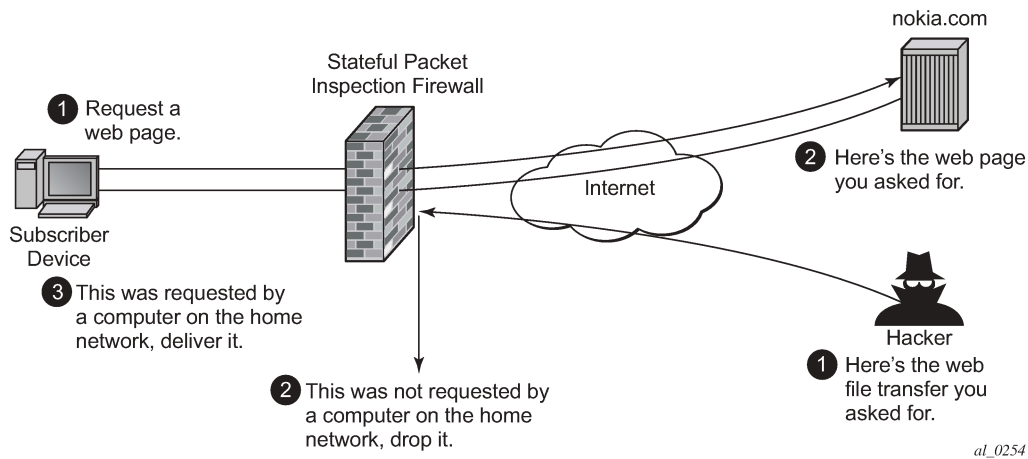 nokia.com
Stateful Packet
Inspection Firewall
1 Request a
web page.
2 Here's the web page
you asked for.
Internet
Subscriber
Device
3 This was requested by
a computer on the home
network, deliver it.
Hacker
1 Here's the web
file transfer you
asked for.
2 This was not requested by
a computer on the home
network, drop it.
al_0254